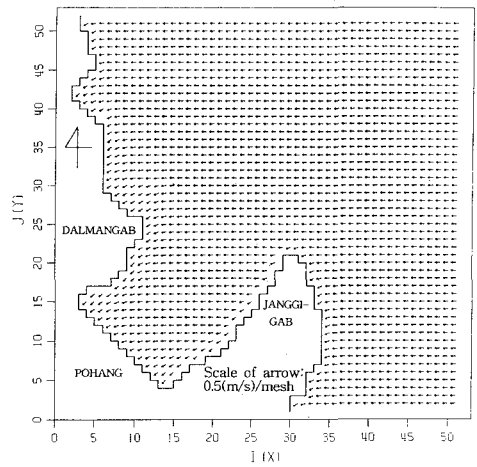 50
45
40
35
30
25
20
15
10
5
0
J (Y)
DALMANGAB
JANGGI-
GAB
POHANG
Scale of arrow:
0.5(m/s)/mesh
0 5 10 15 20 25 30 35 40 45 50
I (X)